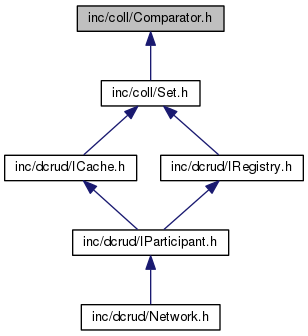 inc/coll/Comparator.h
inc/coll/Set.h
inc/dcrud/ICache.h
inc/dcrud/IRegistry.h
inc/dcrud/IParticipant.h
inc/dcrud/Network.h